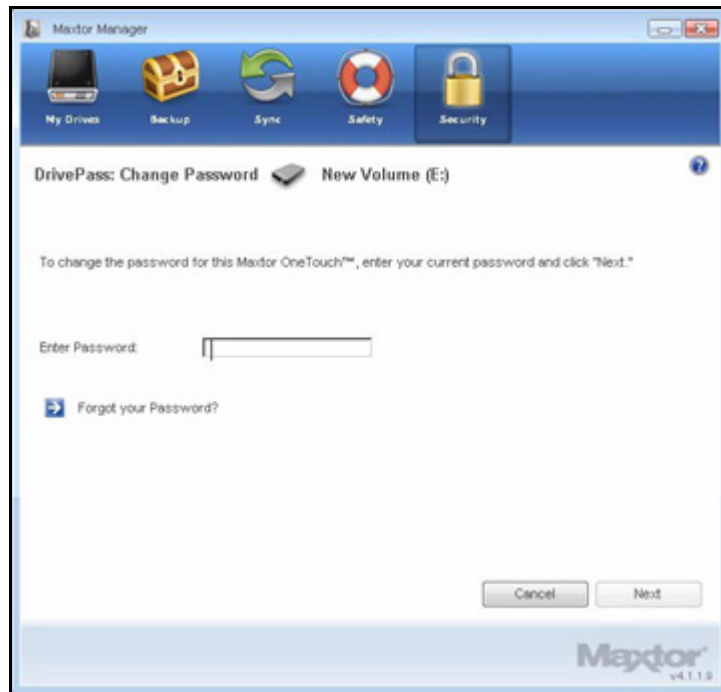 Maxtor Manager
My Drives Backup Sync Safety Security
DrivePass: Change Password New Volume (E:)
To change the password for this Maxtor OneTouch™, enter your current password and click "Next."
Enter Password:
Forgot your Password?
Cancel Next
Maxtor
v4.1.1.9